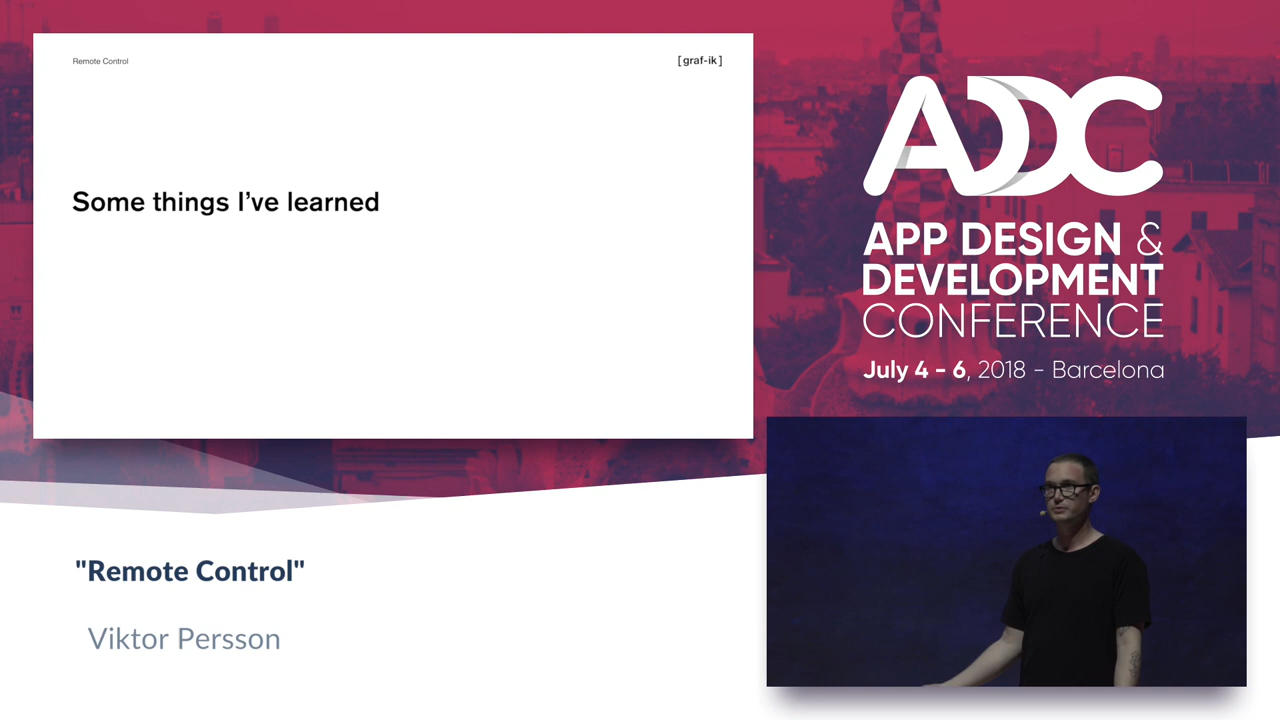 Remote Control
[graf-ik]
Some things I’ve learned
ADC
APP DESIGN &
DEVELOPMENT
CONFERENCE
July 4 - 6, 2018 - Barcelona
"Remote Control"
Viktor Persson